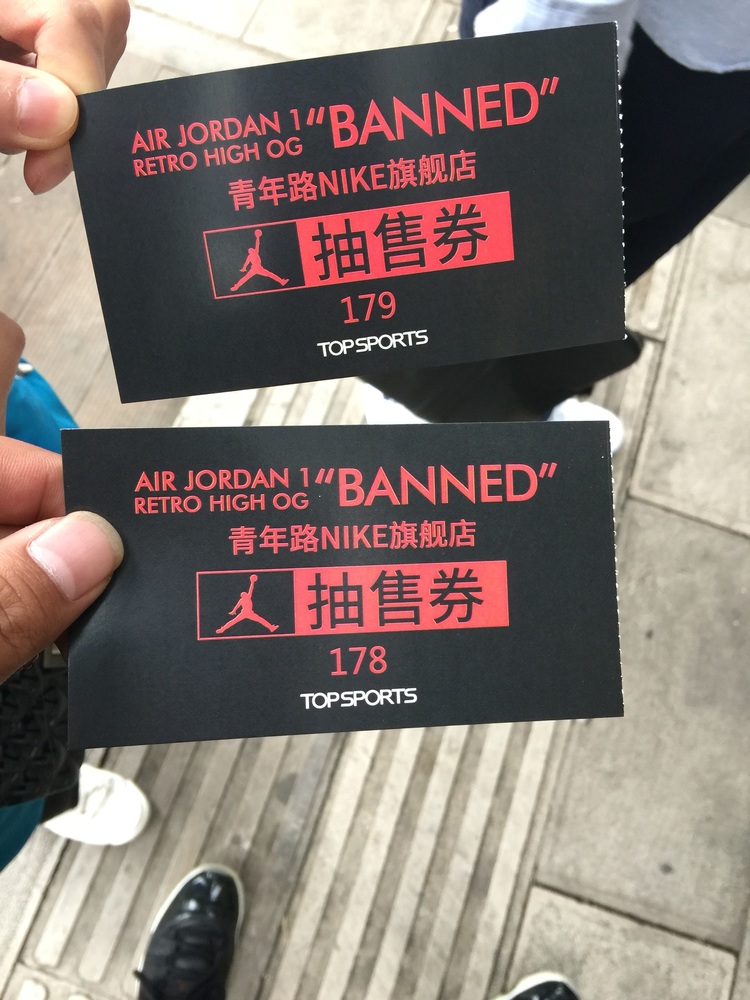 AIR JORDAN 1 "BANNED"
RETRO HIGH OG
青年路NIKE旗舰店
抽售券
179
TOPSPORTS
AIR JORDAN 1 "BANNED"
RETRO HIGH OG
青年路NIKE旗舰店
抽售券
178
TOPSPORTS